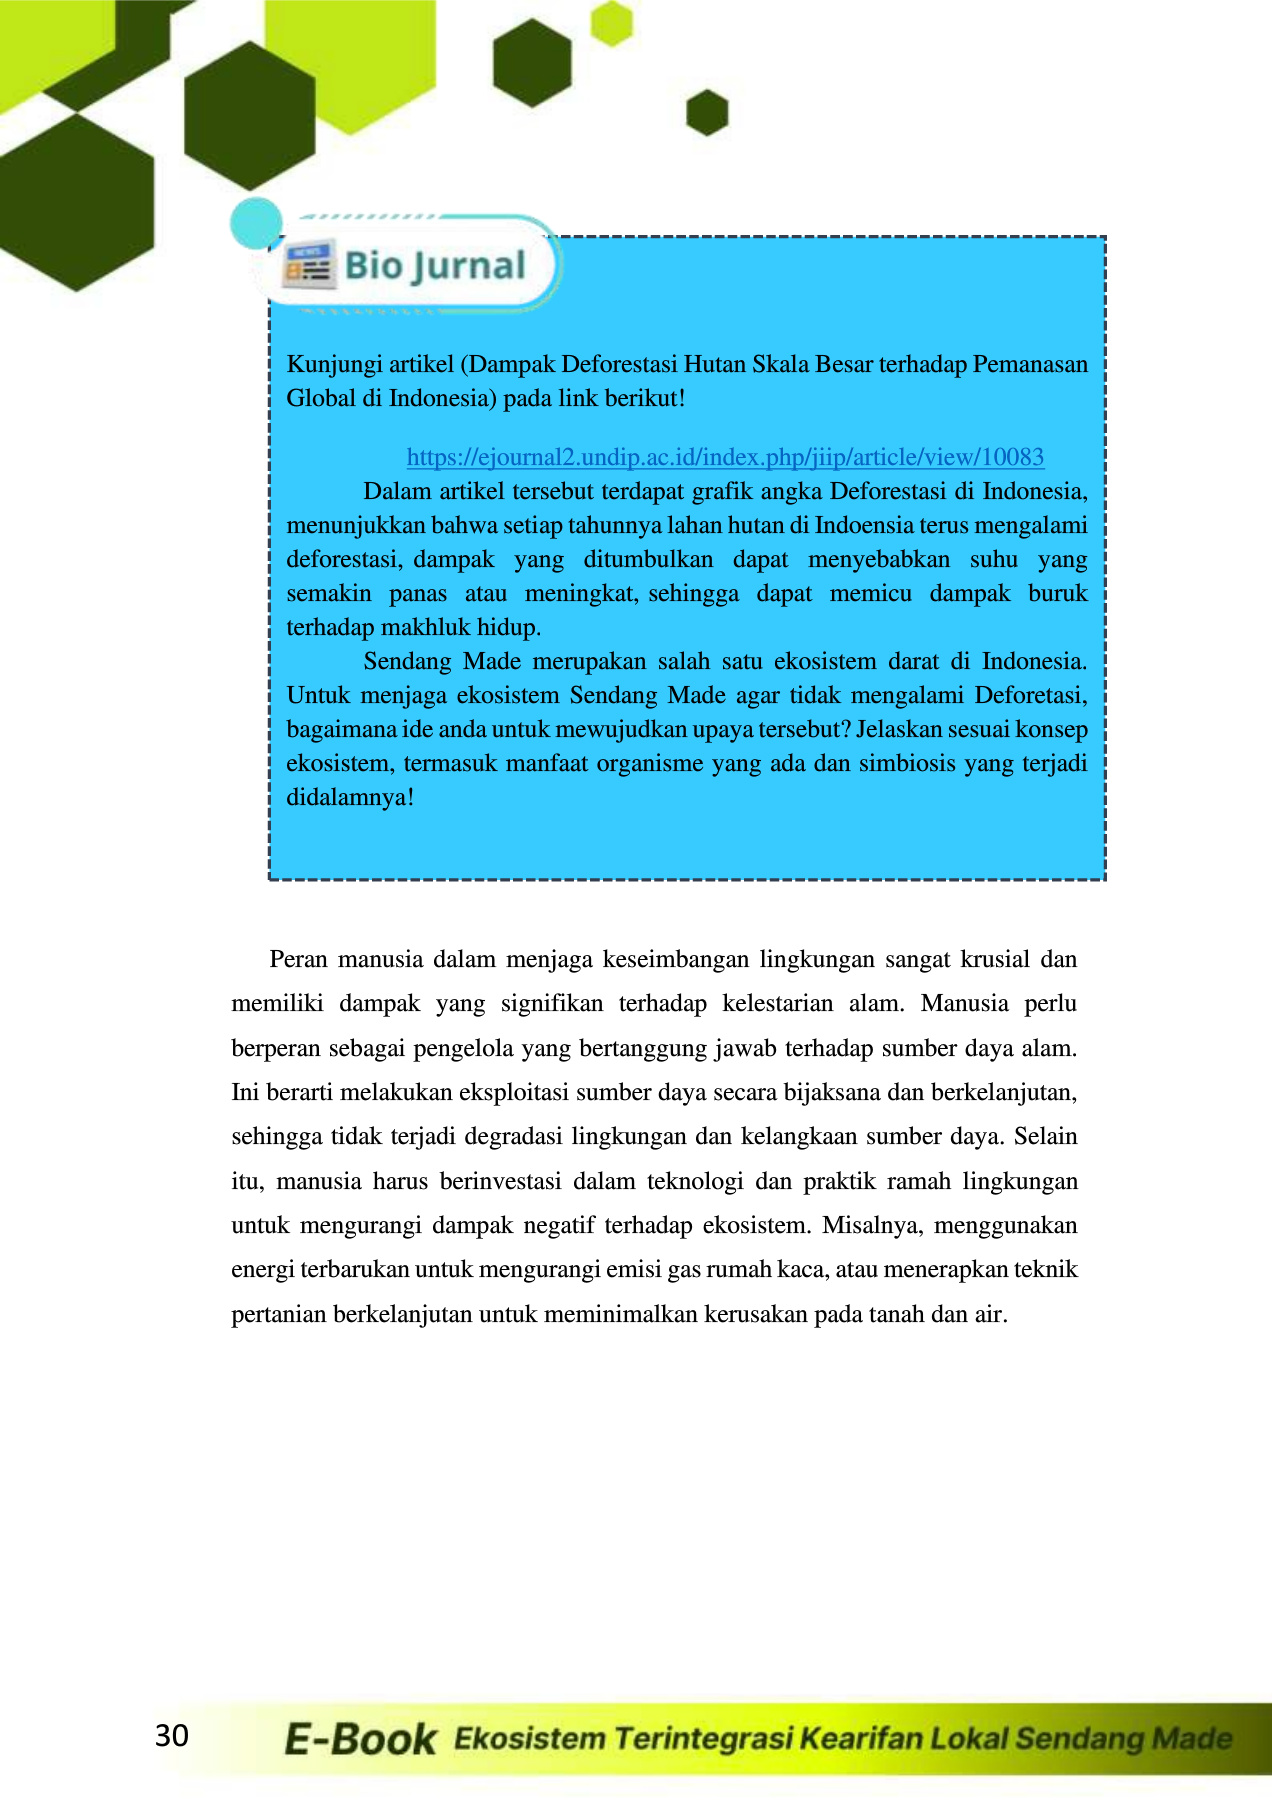 NEWS
Bio Jurnal
Kunjungi artikel (Dampak Deforestasi Hutan Skala Besar terhadap Pemanasan
Global di Indonesia) pada link berikut!
https://ejournal2.undip.ac.id/index.php/jiip/article/view/10083
Dalam artikel tersebut terdapat grafik angka Deforestasi di Indonesia,
menunjukkan bahwa setiap tahunnya lahan hutan di Indoensia terus mengalami
deforestasi, dampak yang ditumbulkan dapat menyebabkan suhu yang
semakin panas atau meningkat, sehingga dapat memicu dampak buruk
terhadap makhluk hidup.
Sendang Made merupakan salah satu ekosistem darat di Indonesia.
Untuk menjaga ekosistem Sendang Made agar tidak mengalami Deforetasi,
bagaimana ide anda untuk mewujudkan upaya tersebut? Jelaskan sesuai konsep
ekosistem, termasuk manfaat organisme yang ada dan simbiosis yang terjadi
didalamnya!
Peran manusia dalam menjaga keseimbangan lingkungan sangat krusial dan
memiliki dampak yang signifikan terhadap kelestarian alam. Manusia perlu
berperan sebagai pengelola yang bertanggung jawab terhadap sumber daya alam.
Ini berarti melakukan eksploitasi sumber daya secara bijaksana dan berkelanjutan,
sehingga tidak terjadi degradasi lingkungan dan kelangkaan sumber daya. Selain
itu, manusia harus berinvestasi dalam teknologi dan praktik ramah lingkungan
untuk mengurangi dampak negatif terhadap ekosistem. Misalnya, menggunakan
energi terbarukan untuk mengurangi emisi gas rumah kaca, atau menerapkan teknik
pertanian berkelanjutan untuk meminimalkan kerusakan pada tanah dan air.
30
E-Book Ekosistem Terintegrasi Kearifan Lokal Sendang Made